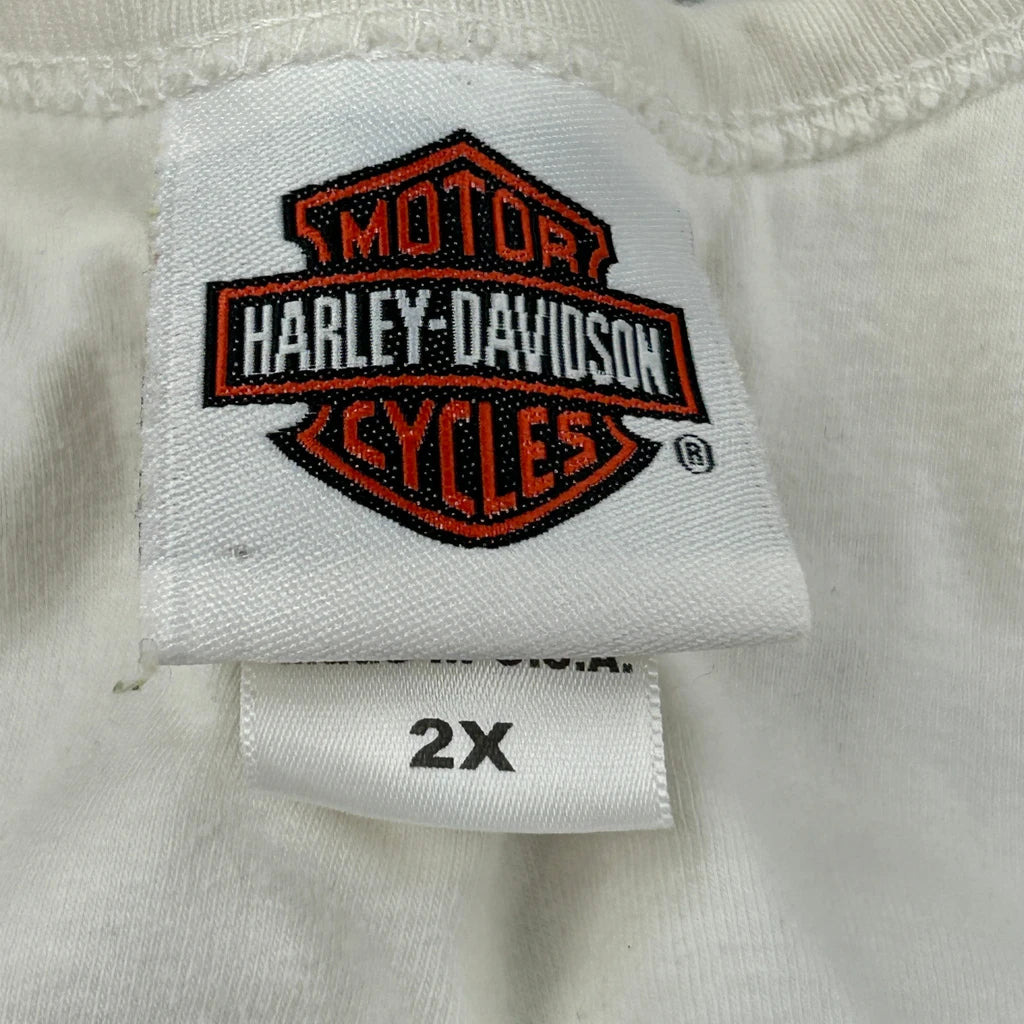 MOTOR
HARLEY-DAVIDSON
CYCLES
®
U.S.A.
2X